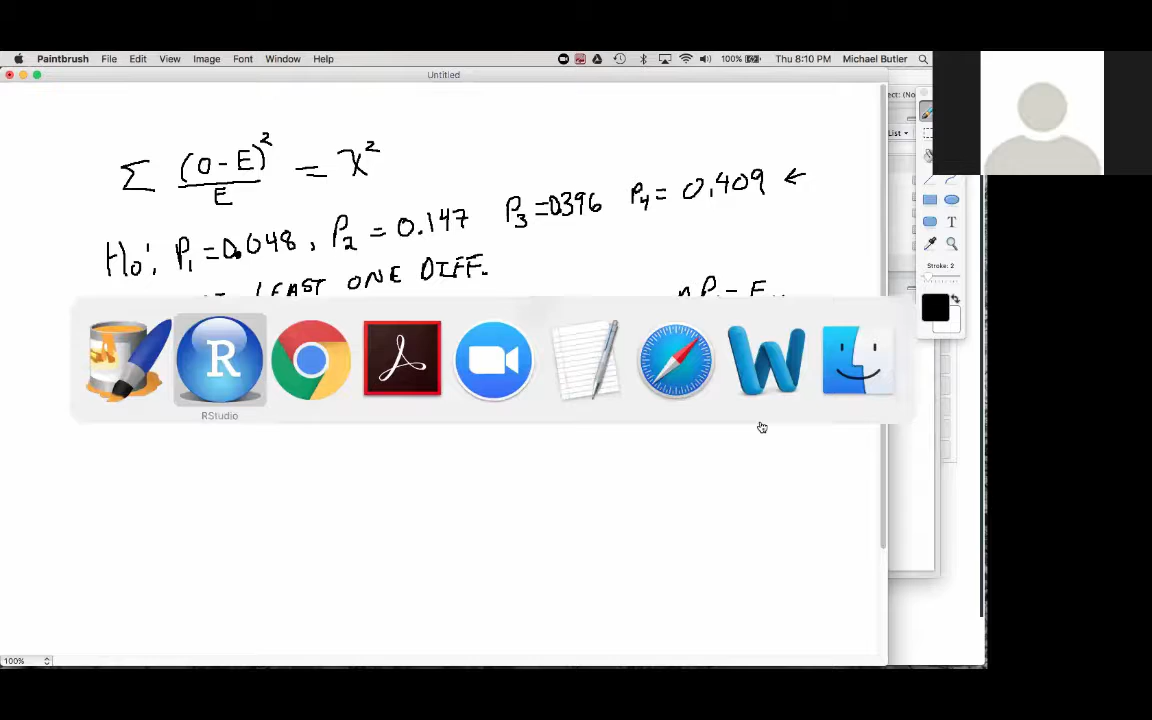 Paintbrush File Edit View Image Font Window Help 100% Thu 8:10 PM Michael Butler
Untitled
Σ (O - E)² / E = χ²
H₀: P₁ = 0.048, P₂ = 0.147 P₃ = 0.396 P₄ = 0.409 ←
LEAST ONE DIFF.
List
T
Stroke: 2
RStudio
100%